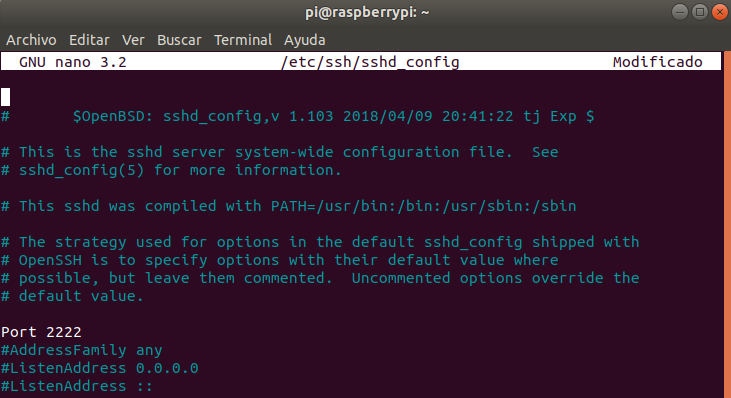 pi@raspberrypi: ~
Archivo Editar Ver Buscar Terminal Ayuda
GNU nano 3.2 /etc/ssh/sshd_config Modificado
# $OpenBSD: sshd_config,v 1.103 2018/04/09 20:41:22 tj Exp $
# This is the sshd server system-wide configuration file.  See
# sshd_config(5) for more information.
# This sshd was compiled with PATH=/usr/bin:/bin:/usr/sbin:/sbin
# The strategy used for options in the default sshd_config shipped with
# OpenSSH is to specify options with their default value where
# possible, but leave them commented.  Uncommented options override the
# default value.
Port 2222
#AddressFamily any
#ListenAddress 0.0.0.0
#ListenAddress ::